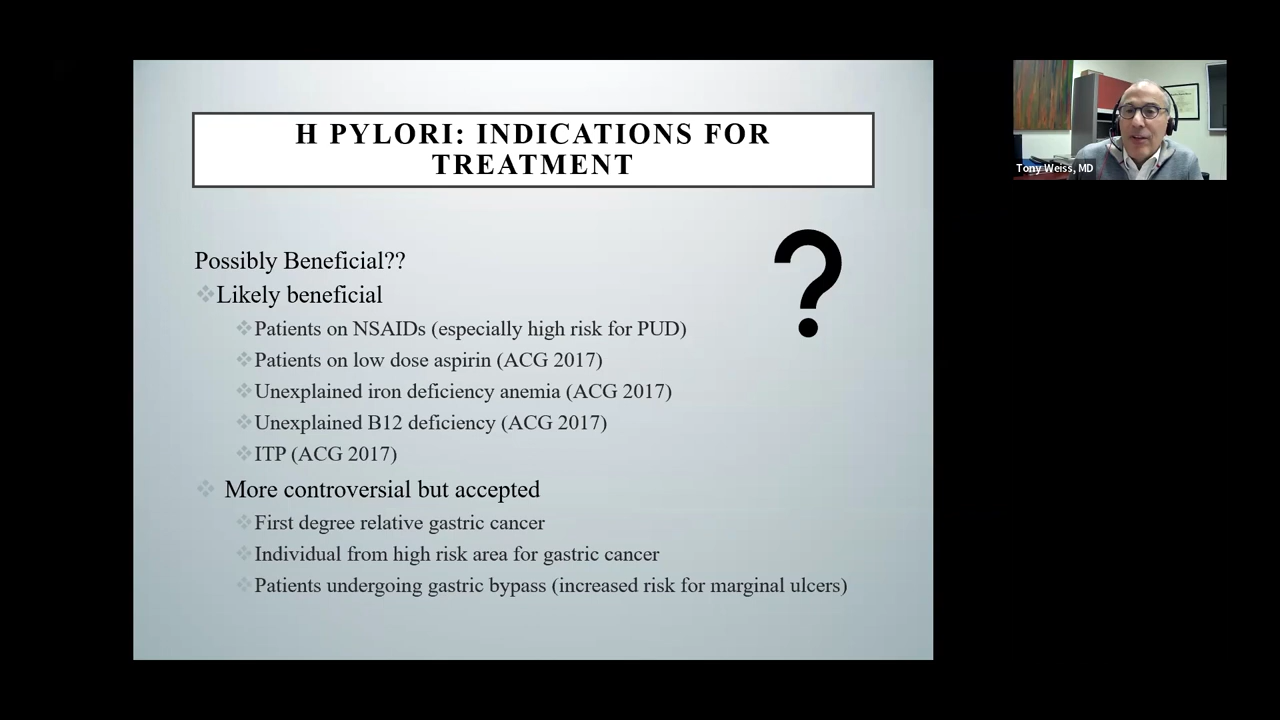 H PYLORI: INDICATIONS FOR
TREATMENT
Possibly Beneficial??
Likely beneficial
Patients on NSAIDs (especially high risk for PUD)
Patients on low dose aspirin (ACG 2017)
Unexplained iron deficiency anemia (ACG 2017)
Unexplained B12 deficiency (ACG 2017)
ITP (ACG 2017)
More controversial but accepted
First degree relative gastric cancer
Individual from high risk area for gastric cancer
Patients undergoing gastric bypass (increased risk for marginal ulcers)
?
Tony Weiss, MD